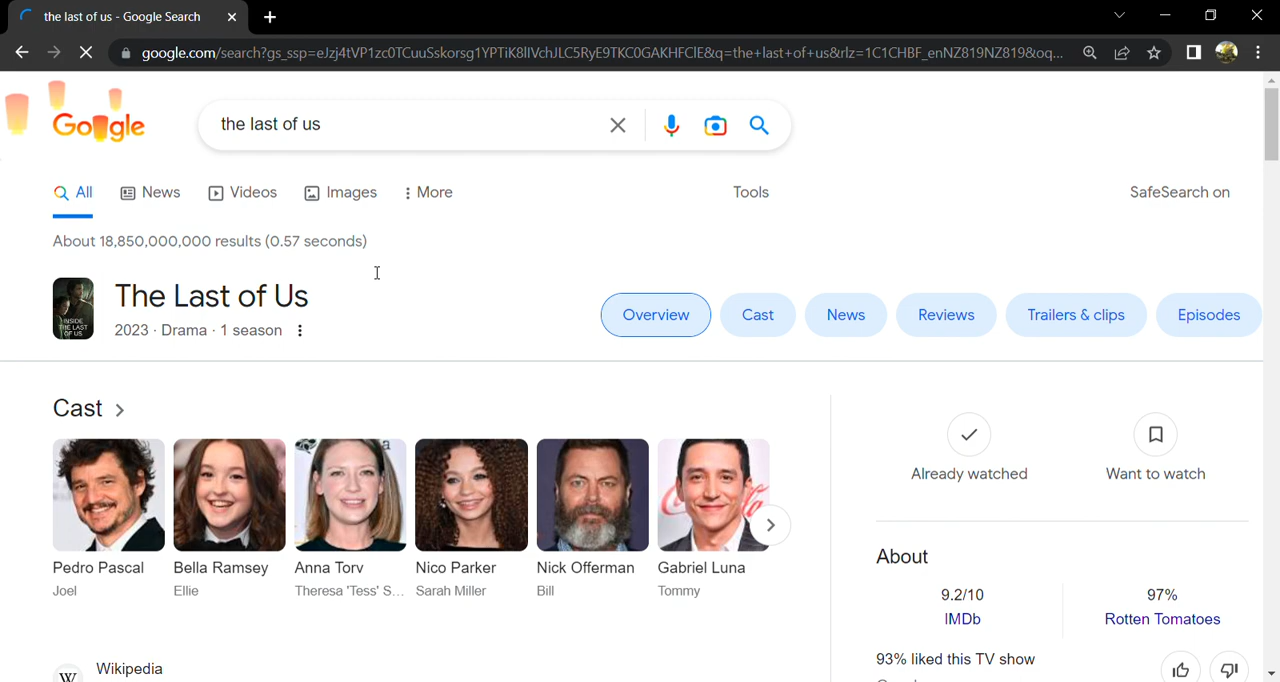 the last of us - Google Search
google.com/search?gs_ssp=eJzj4tVP1zc0TCuuSskorsg1YPTiK8lIVchJLC5RyE9TKC0GAKHFClE&q=the+last+of+us&rlz=1C1CHBF_enNZ819NZ819&oq...
Google
the last of us
All News Videos Images More Tools SafeSearch on
About 18,850,000,000 results (0.57 seconds)
INSIDE
THE LAST
OF US
The Last of Us
2023 · Drama · 1 season
Overview Cast News Reviews Trailers & clips Episodes
Cast
Already watched Want to watch
Pedro Pascal Bella Ramsey Anna Torv Nico Parker Nick Offerman Gabriel Luna
Joel Ellie Theresa 'Tess' S... Sarah Miller Bill Tommy
About
9.2/10 97%
IMDb Rotten Tomatoes
93% liked this TV show
W Wikipedia